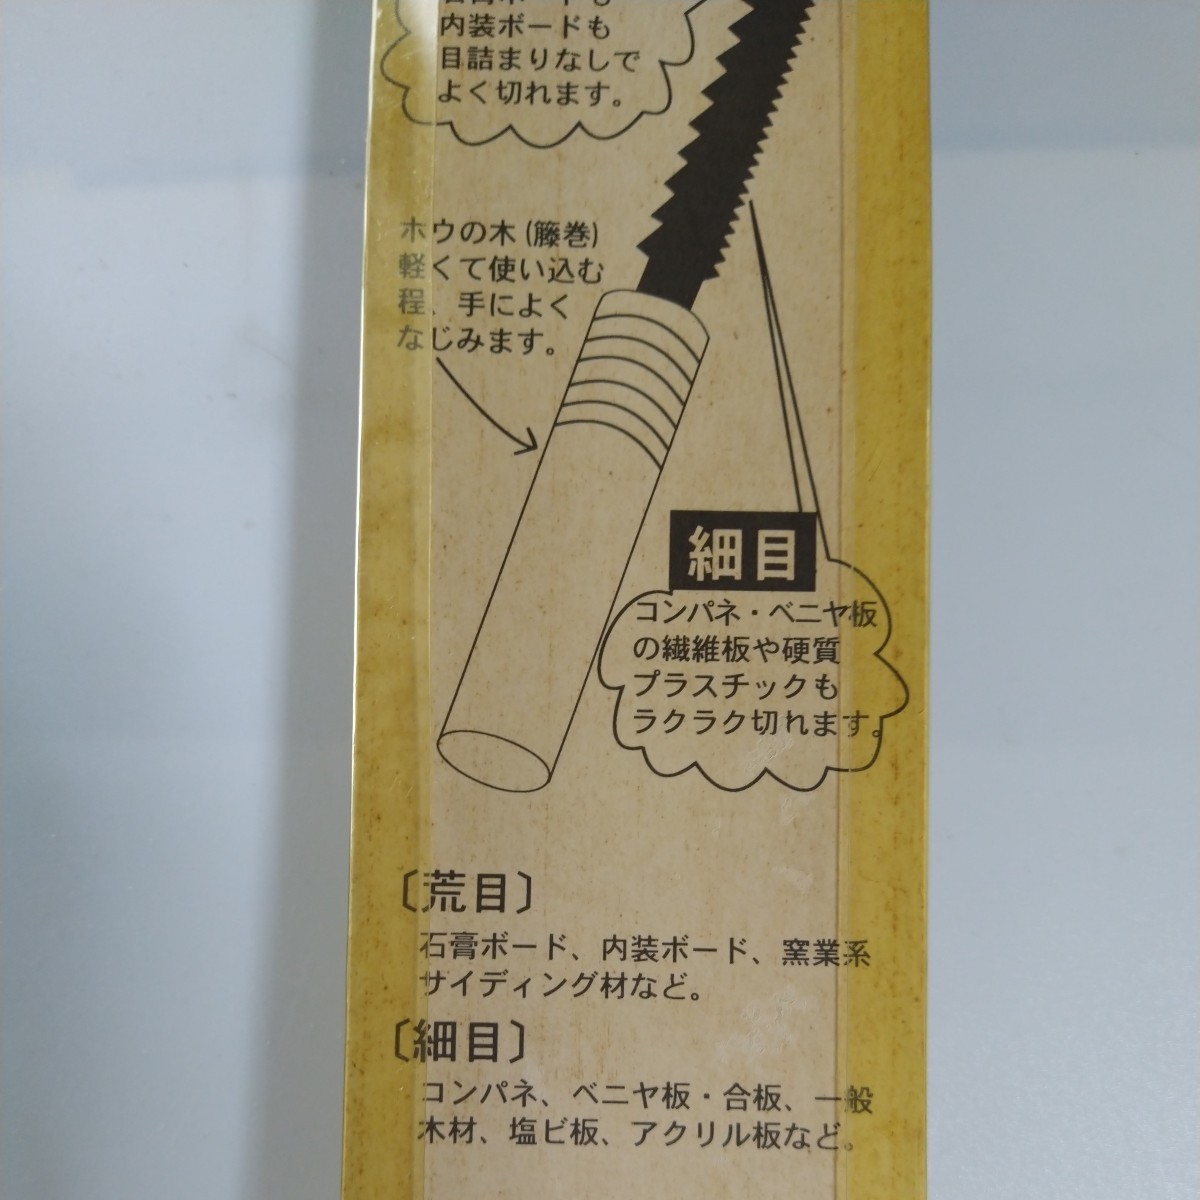 石膏ボードも
内装ボードも
目詰まりなしで
よく切れます。
ホウの木(籐巻)
軽くて使い込む
程、手によく
なじみます。
細目
コンパネ・ベニヤ板
の繊維板や硬質
プラスチックも
ラクラク切れます。
〔荒目〕
石膏ボード、内装ボード、窯業系
サイディング材など。
〔細目〕
コンパネ、ベニヤ板・合板、一般
木材、塩ビ板、アクリル板など。